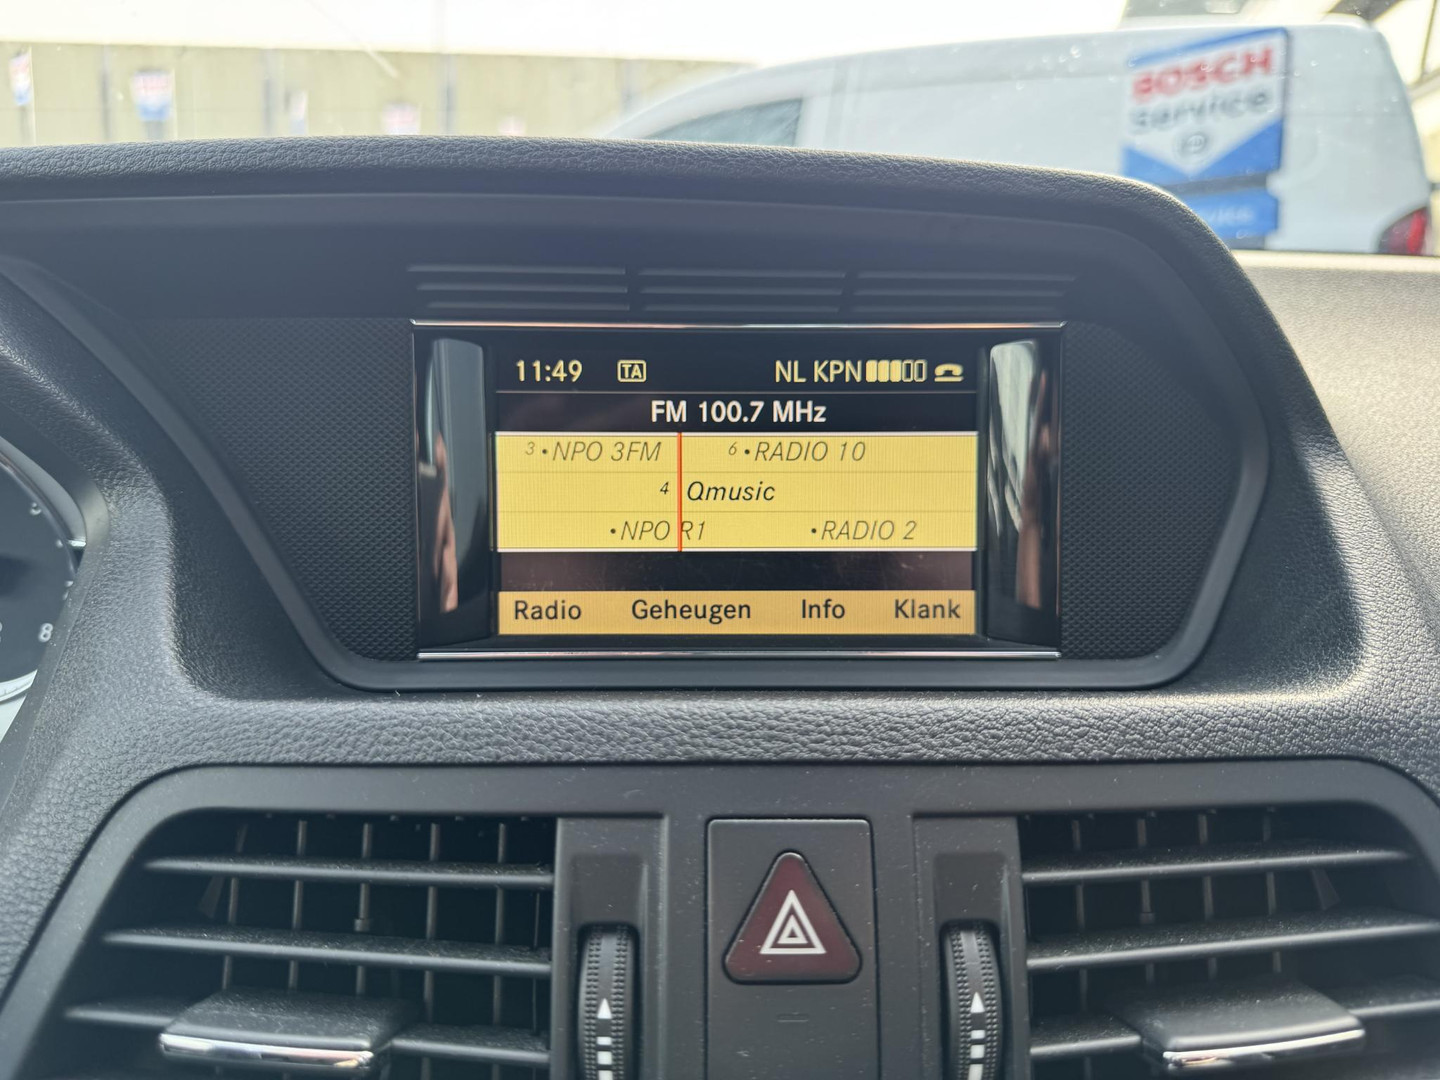 BOSCH
Service
11:49 TA NL KPN
FM 100.7 MHz
3 •NPO 3FM 6 •RADIO 10
4 Qmusic
•NPO R1 •RADIO 2
Radio Geheugen Info Klank
8